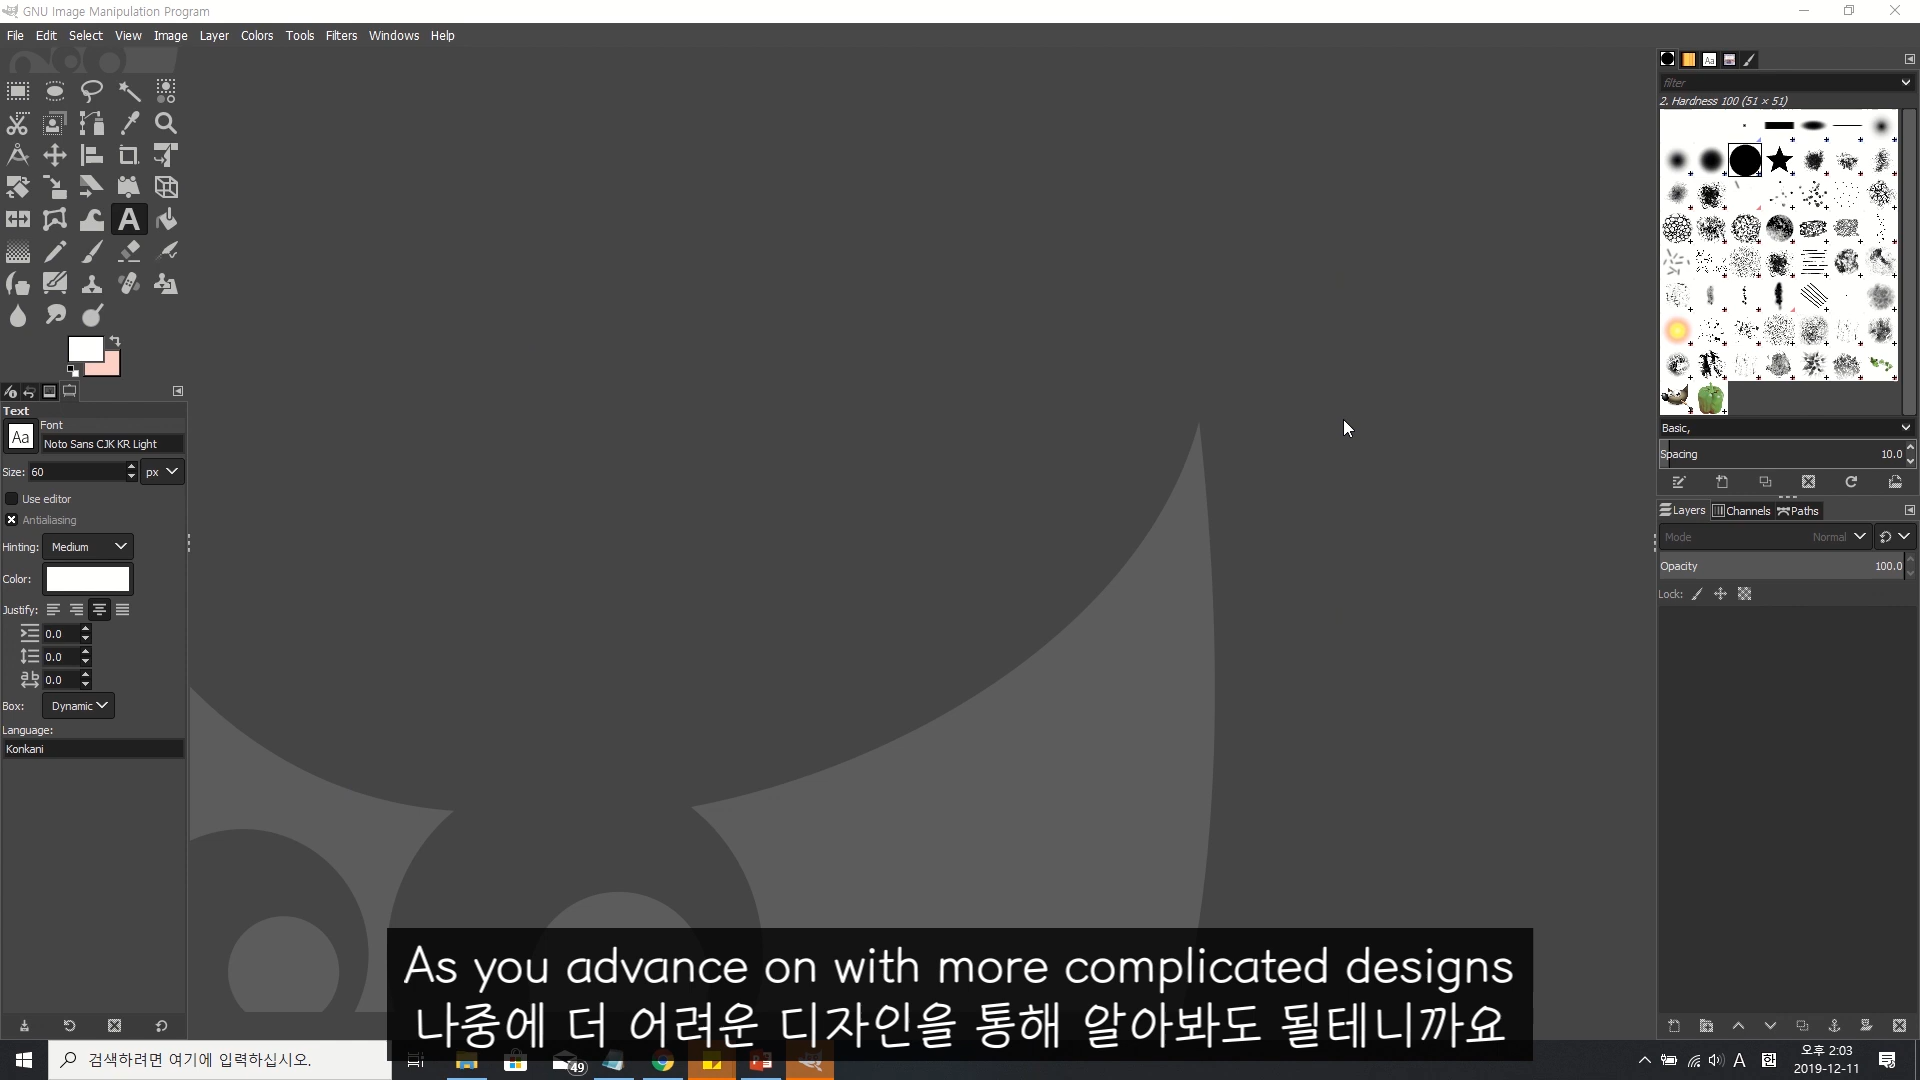 GNU Image Manipulation Program
File Edit Select View Image Layer Colors Tools Filters Windows Help
filter
2. Hardness 100 (51 × 51)
Text
Aa
Font
Noto Sans CJK KR Light
Size: 60 px
Use editor
Antialiasing
Hinting: Medium
Color:
Justify:
0.0
0.0
0.0
Box: Dynamic
Language:
Konkani
Basic,
Spacing 10.0
Layers Channels Paths
Mode Normal
Opacity 100.0
Lock:
As you advance on with more complicated designs
나중에 더 어려운 디자인을 통해 알아봐도 될테니까요
검색하려면 여기에 입력하십시오.
49
A 한
오후 2:03
2019-12-11